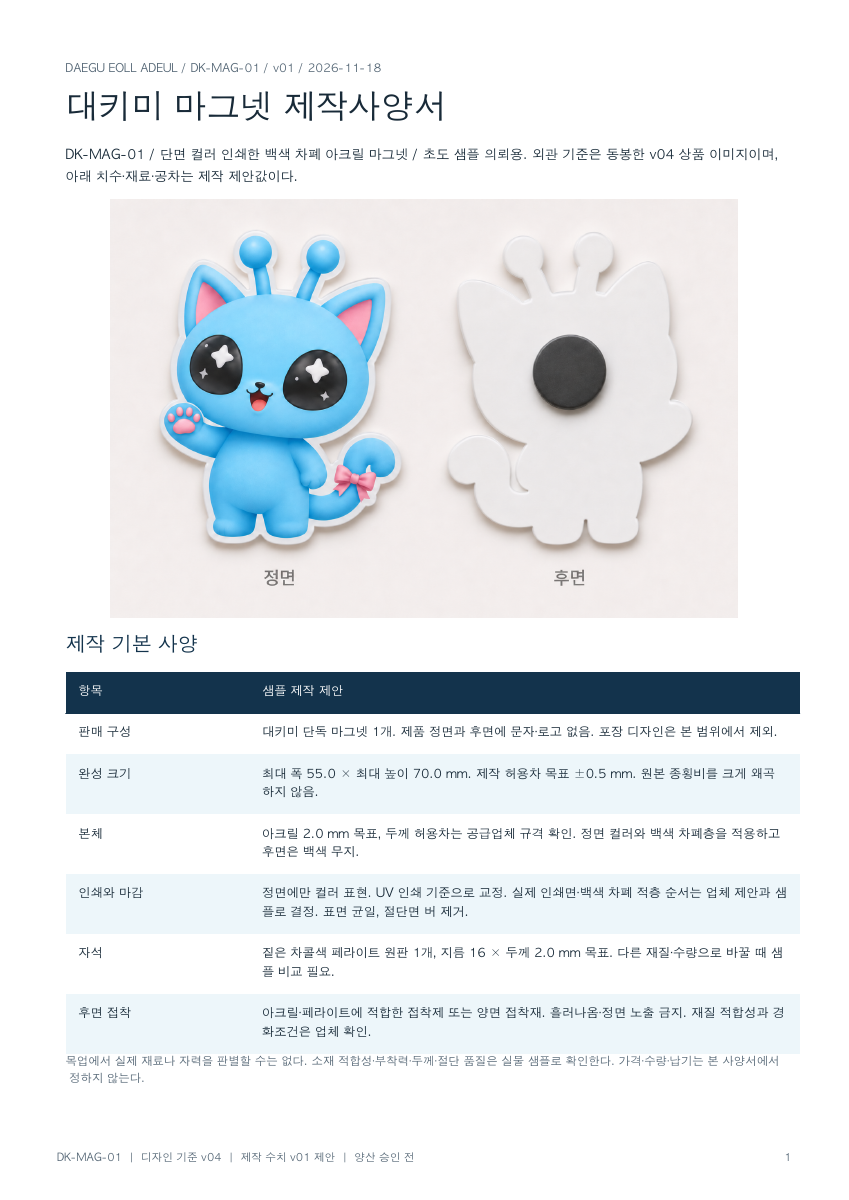 DAEGU EOLL ADEUL / DK-MAG-01 / v01 / 2026-11-18
대키미 마그넷 제작사양서
DK-MAG-01 / 단면 컬러 인쇄한 백색 차폐 아크릴 마그넷 / 초도 샘플 의뢰용. 외관 기준은 동봉한 v04 상품 이미지이며,
아래 치수·재료·공차는 제작 제안값이다.
정면
후면
제작 기본 사양
항목 샘플 제작 제안
판매 구성 대키미 단독 마그넷 1개. 제품 정면과 후면에 문자·로고 없음. 포장 디자인은 본 범위에서 제외.
완성 크기 최대 폭 55.0 × 최대 높이 70.0 mm. 제작 허용차 목표 ±0.5 mm. 원본 종횡비를 크게 왜곡
하지 않음.
본체 아크릴 2.0 mm 목표, 두께 허용차는 공급업체 규격 확인. 정면 컬러와 백색 차폐층을 적용하고
후면은 백색 무지.
인쇄와 마감 정면에만 컬러 표현. UV 인쇄 기준으로 교정. 실제 인쇄면·백색 차폐 적층 순서는 업체 제안과 샘
플로 결정. 표면 균일, 절단면 버 제거.
자석 짙은 차콜색 페라이트 원판 1개, 지름 16 × 두께 2.0 mm 목표. 다른 재질·수량으로 바꿀 때 샘
플 비교 필요.
후면 접착 아크릴·페라이트에 적합한 접착제 또는 양면 접착재. 흘러나옴·정면 노출 금지. 재질 적합성과 경
화조건은 업체 확인.
목업에서 실제 재료나 자력을 판별할 수는 없다. 소재 적합성·부착력·두께·절단 품질은 실물 샘플로 확인한다. 가격·수량·납기는 본 사양서에서
정하지 않는다.
DK-MAG-01 | 디자인 기준 v04 | 제작 수치 v01 제안 | 양산 승인 전 1